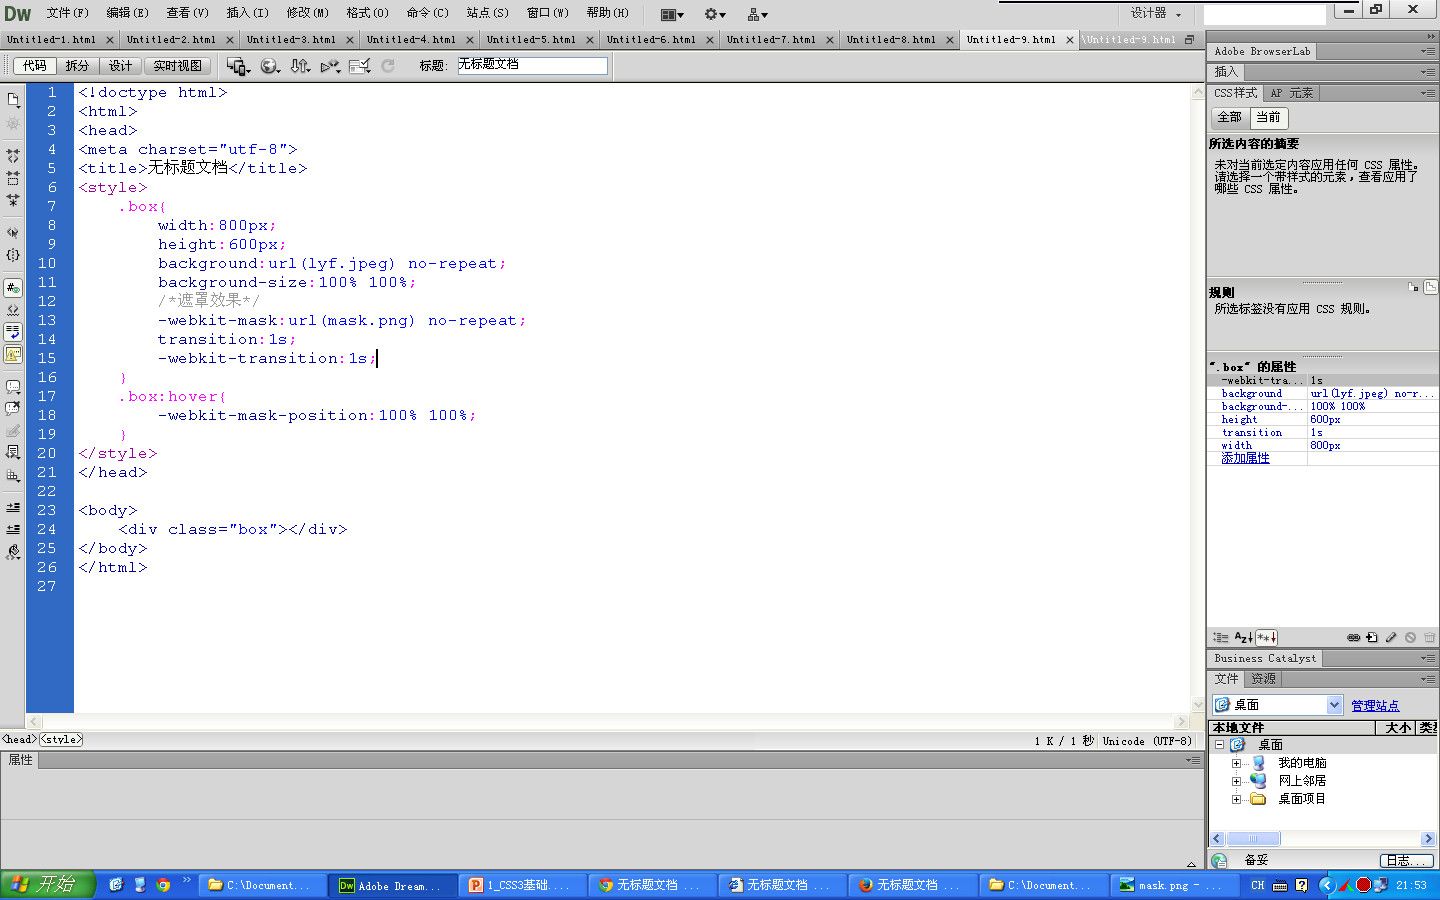 Dw 文件(F) 编辑(E) 查看(V) 插入(I) 修改(M) 格式(O) 命令(C) 站点(S) 窗口(W) 帮助(H) 设计器
Untitled-1.html Untitled-2.html Untitled-3.html Untitled-4.html Untitled-5.html Untitled-6.html Untitled-7.html Untitled-8.html Untitled-9.html \Untitled-9.html
代码 拆分 设计 实时视图 标题: 无标题文档
1 <!doctype html>
2 <html>
3 <head>
4 <meta charset="utf-8">
5 <title>无标题文档</title>
6 <style>
7 .box{
8 width:800px;
9 height:600px;
10 background:url(lyf.jpeg) no-repeat;
11 background-size:100% 100%;
12 /*遮罩效果*/
13 -webkit-mask:url(mask.png) no-repeat;
14 transition:1s;
15 -webkit-transition:1s;
16 }
17 .box:hover{
18 -webkit-mask-position:100% 100%;
19 }
20 </style>
21 </head>
22
23 <body>
24 <div class="box"></div>
25 </body>
26 </html>
27
<head> <style>
1 K / 1 秒 Unicode (UTF-8)
属性
Adobe BrowserLab
插入
CSS样式 AP 元素
全部 当前
所选内容的摘要
未对当前选定内容应用任何 CSS 属性。
请选择一个带样式的元素，查看应用了
哪些 CSS 属性。
规则
所选标签没有应用 CSS 规则。
".box" 的属性
-webkit-tra... 1s
background url(lyf.jpeg) no-r...
background-... 100% 100%
height 600px
transition 1s
width 800px
添加属性
Business Catalyst
文件 资源
桌面 管理站点
本地文件 大小 类型
桌面
我的电脑
网上邻居
桌面项目
备妥 日志...
开始 C:\Document... Adobe Dream... 1_CSS3基础.... 无标题文档 ... 无标题文档 ... 无标题文档 ... C:\Document... mask.png - ... CH 21:53